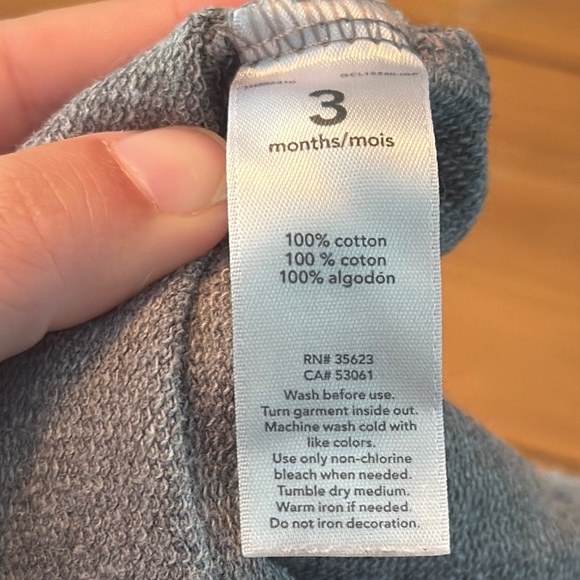 3
months/mois
100% cotton
100 % coton
100% algodón
RN# 35623
CA# 53061
Wash before use.
Turn garment inside out.
Machine wash cold with
like colors.
Use only non-chlorine
bleach when needed.
Tumble dry medium.
Warm iron if needed.
Do not iron decoration.